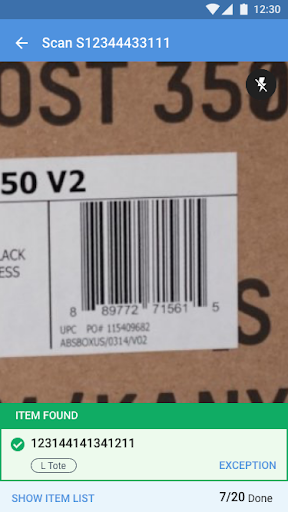 12:30
Scan S12344433111
OST 350
50 V2
LACK
ESS
8 89772 71561 5
UPC PO# 115409682
ABSBOXUS/0314/V02
S
/KANY
ITEM FOUND
123144141341211
L Tote
EXCEPTION
SHOW ITEM LIST
7/20 Done